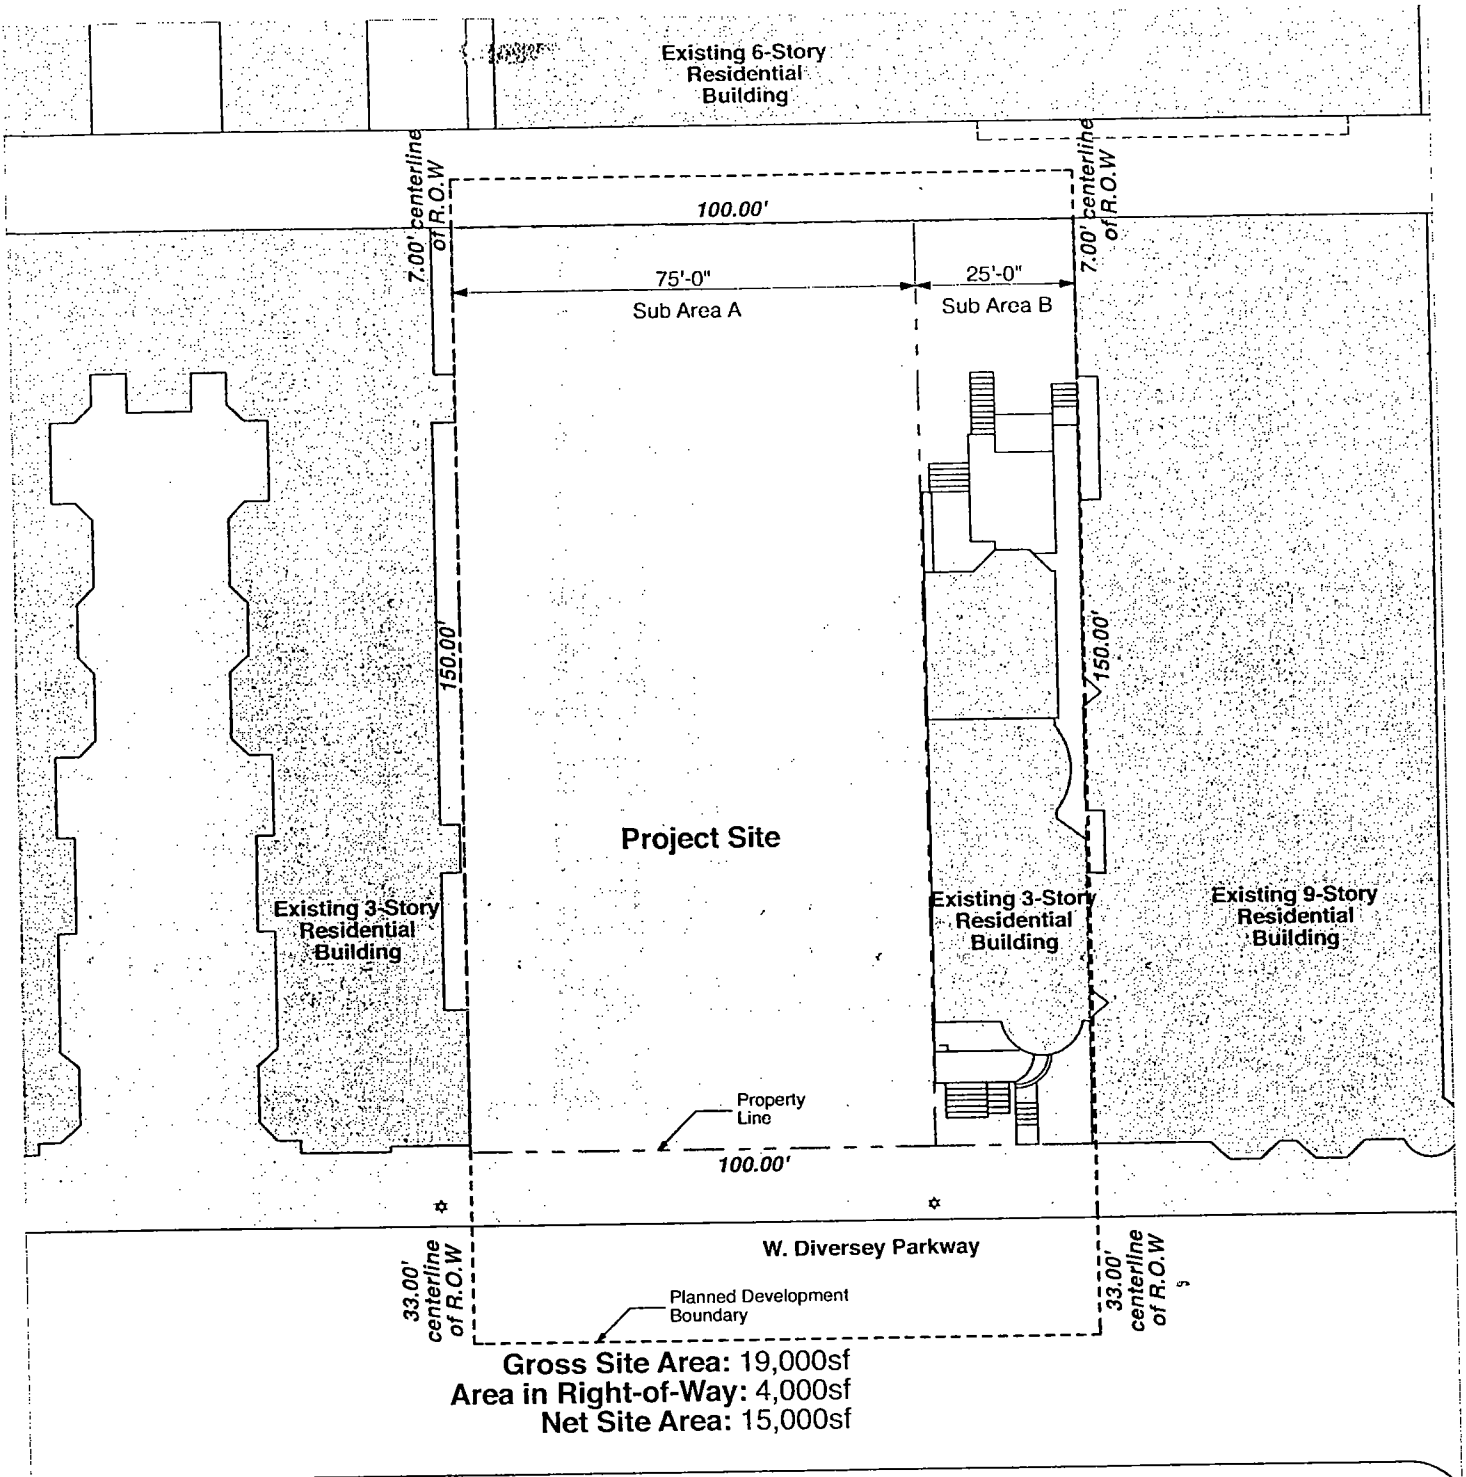 Existing 6-Story
Residential
Building
7.00' centerline
of R.O.W
7.00' centerline
of R.O.W
100.00'
75'-0"
Sub Area A
25'-0"
Sub Area B
150.00'
150.00'
Project Site
Existing 3-Story
Residential
Building
Existing 3-Story
Residential
Building
Existing 9-Story
Residential
Building
Property
Line
100.00'
W. Diversey Parkway
33.00'
centerline
of R.O.W
33.00'
centerline
of R.O.W
Planned Development
Boundary
Gross Site Area: 19,000sf
Area in Right-of-Way: 4,000sf
Net Site Area: 15,000sf